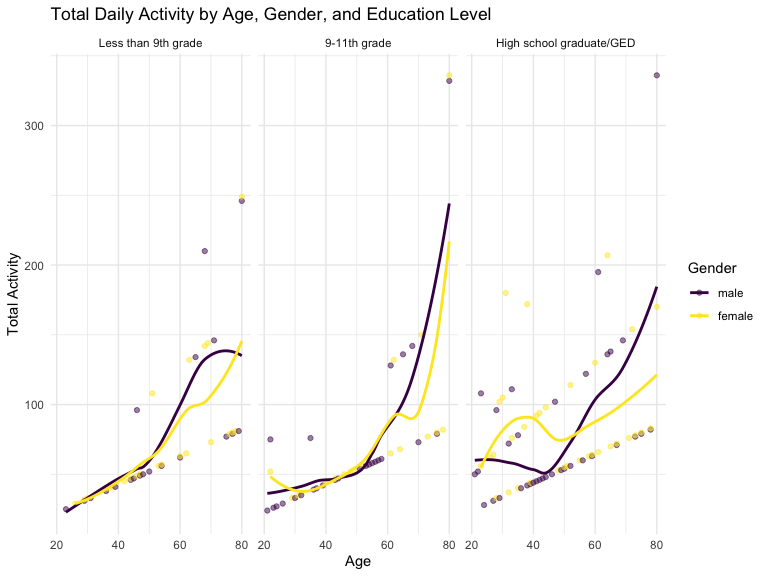 Total Daily Activity by Age, Gender, and Education Level
Less than 9th grade
9-11th grade
High school graduate/GED
300
200
100
Total Activity
20 40 60 80
20 40 60 80
20 40 60 80
Age
Gender
male
female